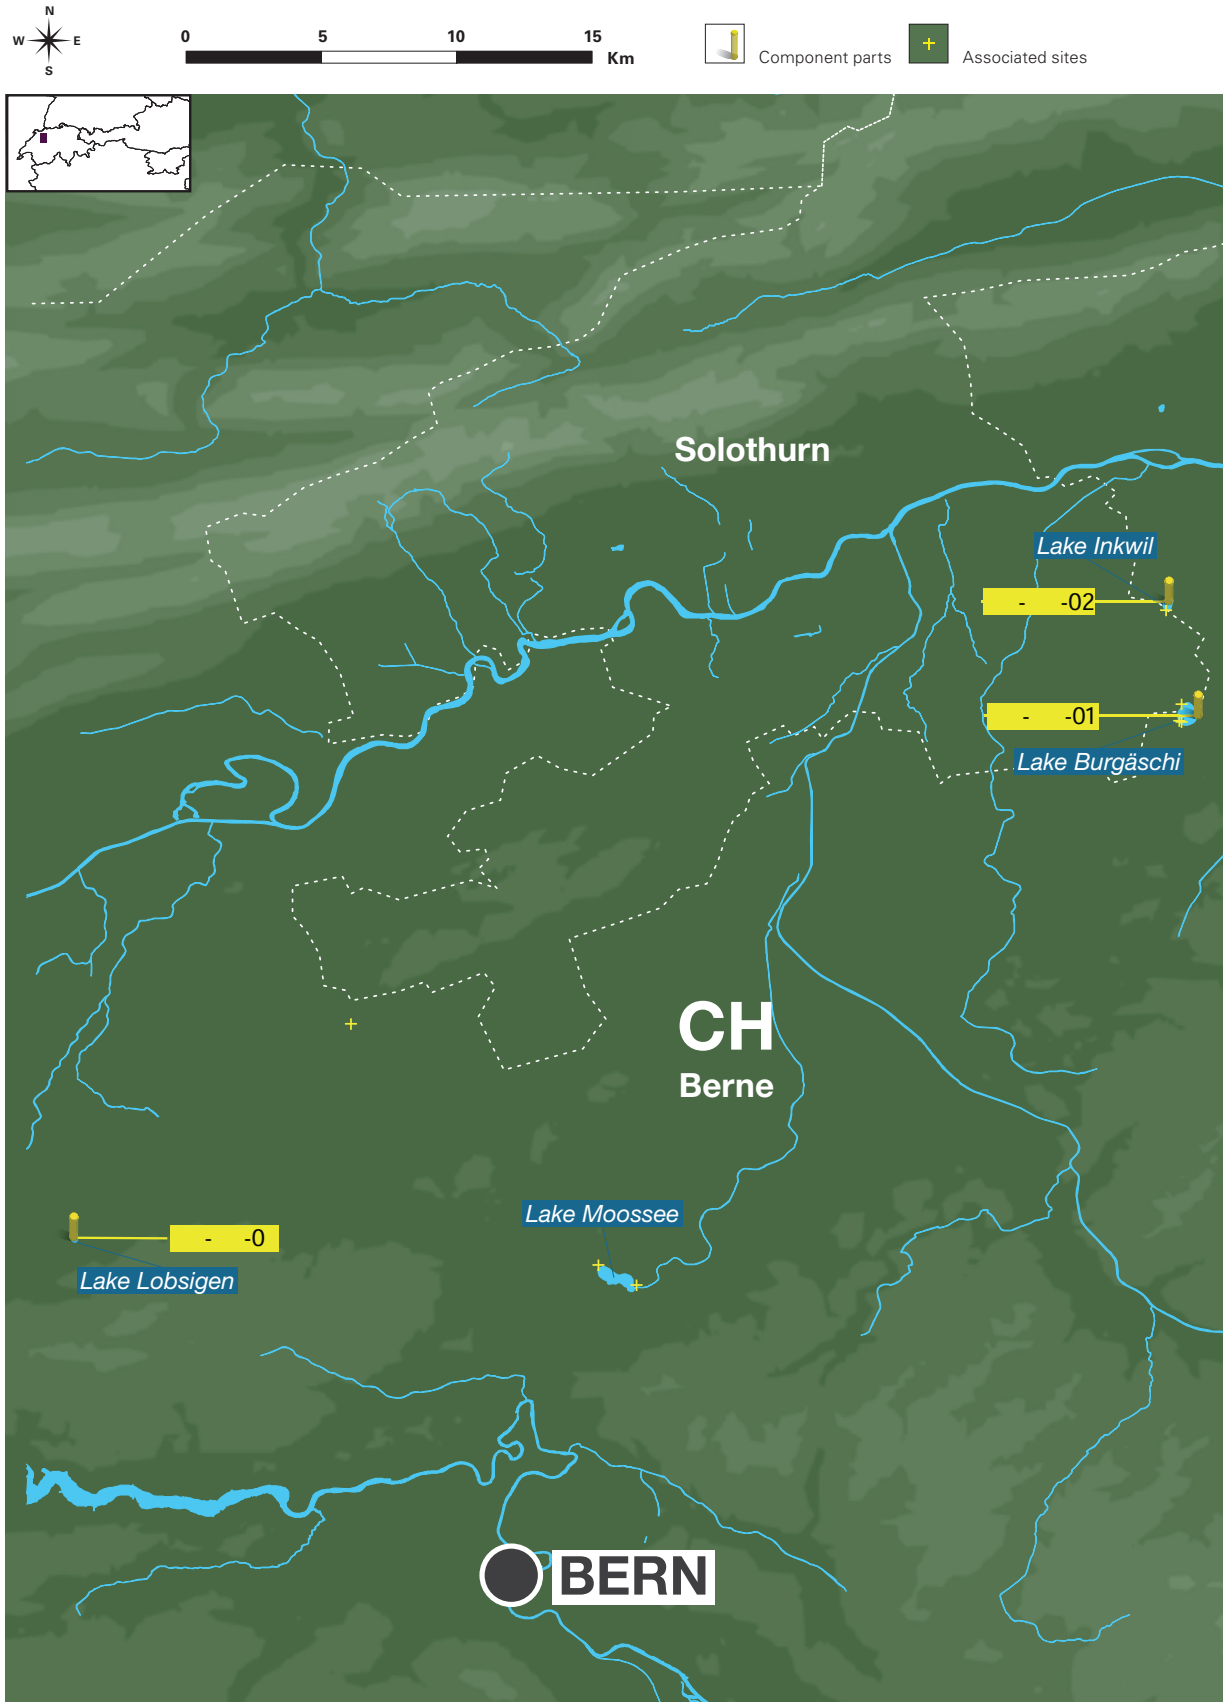 N
W E
S
0 5 10 15 Km
Component parts
Associated sites
Solothurn
Lake Inkwil
- -02
- -01
Lake Burgäschi
CH
Berne
Lake Moossee
- -0
Lake Lobsigen
BERN